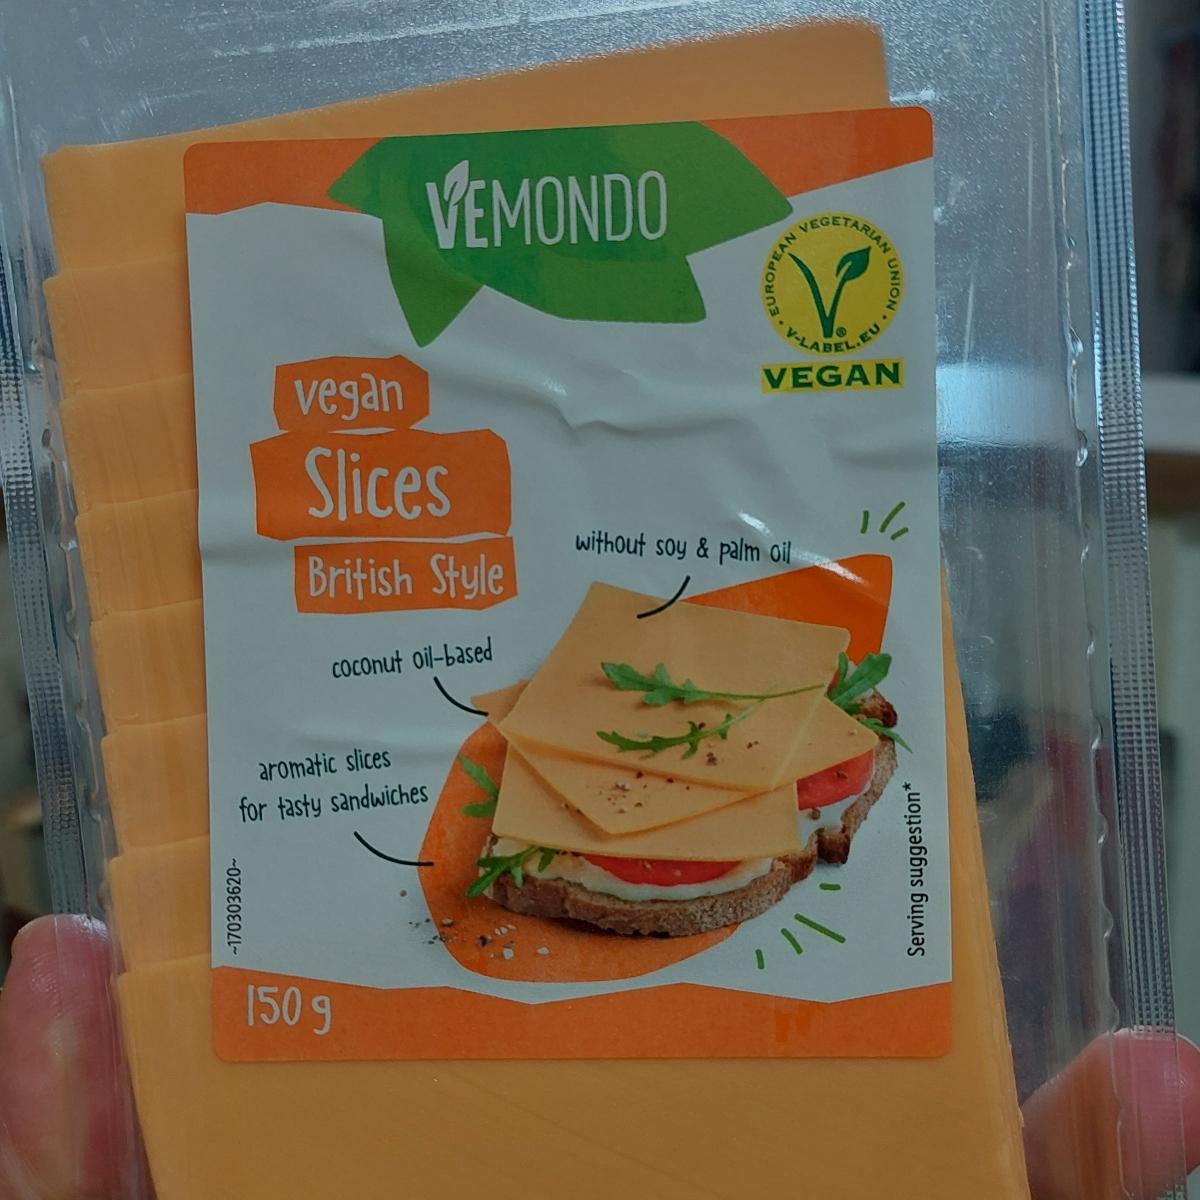 VEMONDO
· EUROPEAN VEGETARIAN UNION ·
V-LABEL.EU
®
VEGAN
vegan
Slices
British Style
without soy & palm oil
coconut oil-based
aromatic slices
for tasty sandwiches
~170303620~
Serving suggestion*
150 g